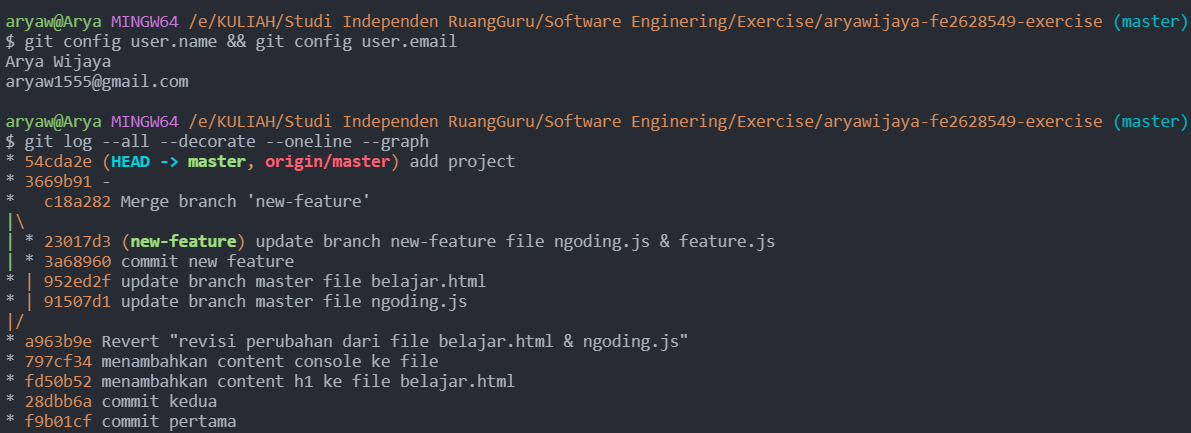 aryaw@Arya MINGW64 /e/KULIAH/Studi Independen RuangGuru/Software Enginering/Exercise/aryawijaya-fe2628549-exercise (master)
$ git config user.name && git config user.email
Arya Wijaya
aryaw1555@gmail.com

aryaw@Arya MINGW64 /e/KULIAH/Studi Independen RuangGuru/Software Enginering/Exercise/aryawijaya-fe2628549-exercise (master)
$ git log --all --decorate --oneline --graph
* 54cda2e (HEAD -> master, origin/master) add project
* 3669b91 -
*   c18a282 Merge branch 'new-feature'
|\
| * 23017d3 (new-feature) update branch new-feature file ngoding.js & feature.js
| * 3a68960 commit new feature
* | 952ed2f update branch master file belajar.html
* | 91507d1 update branch master file ngoding.js
|/
* a963b9e Revert "revisi perubahan dari file belajar.html & ngoding.js"
* 797cf34 menambahkan content console ke file
* fd50b52 menambahkan content h1 ke file belajar.html
* 28dbb6a commit kedua
* f9b01cf commit pertama